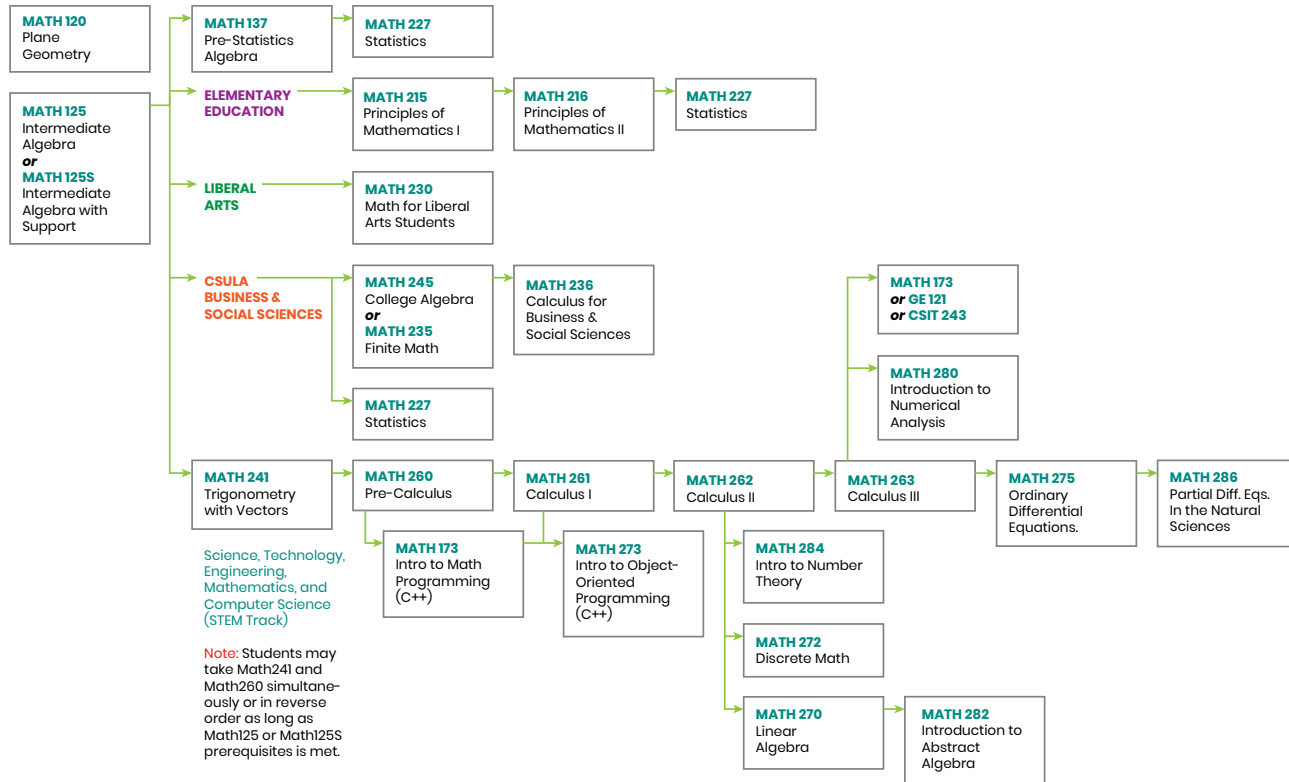 MATH 120
Plane
Geometry
MATH 137
Pre-Statistics
Algebra
MATH 227
Statistics
MATH 125
Intermediate
Algebra
or
MATH 125S
Intermediate
Algebra with
Support
ELEMENTARY
EDUCATION
MATH 215
Principles of
Mathematics I
MATH 216
Principles of
Mathematics II
MATH 227
Statistics
LIBERAL
ARTS
MATH 230
Math for Liberal
Arts Students
CSULA
BUSINESS &
SOCIAL SCIENCES
MATH 245
College Algebra
or
MATH 235
Finite Math
MATH 236
Calculus for
Business &
Social Sciences
MATH 227
Statistics
MATH 173
or GE 121
or CSIT 243
MATH 280
Introduction to
Numerical
Analysis
MATH 241
Trigonometry
with Vectors
MATH 260
Pre-Calculus
MATH 261
Calculus I
MATH 262
Calculus II
MATH 263
Calculus III
MATH 275
Ordinary
Differential
Equations.
MATH 286
Partial Diff. Eqs.
In the Natural
Sciences
MATH 173
Intro to Math
Programming
(C++)
MATH 273
Intro to Object-
Oriented
Programming
(C++)
MATH 284
Intro to Number
Theory
MATH 272
Discrete Math
MATH 270
Linear
Algebra
MATH 282
Introduction to
Abstract
Algebra
Science, Technology,
Engineering,
Mathematics, and
Computer Science
(STEM Track)
Note: Students may
take Math241 and
Math260 simultane-
ously or in reverse
order as long as
Math125 or Math125S
prerequisites is met.